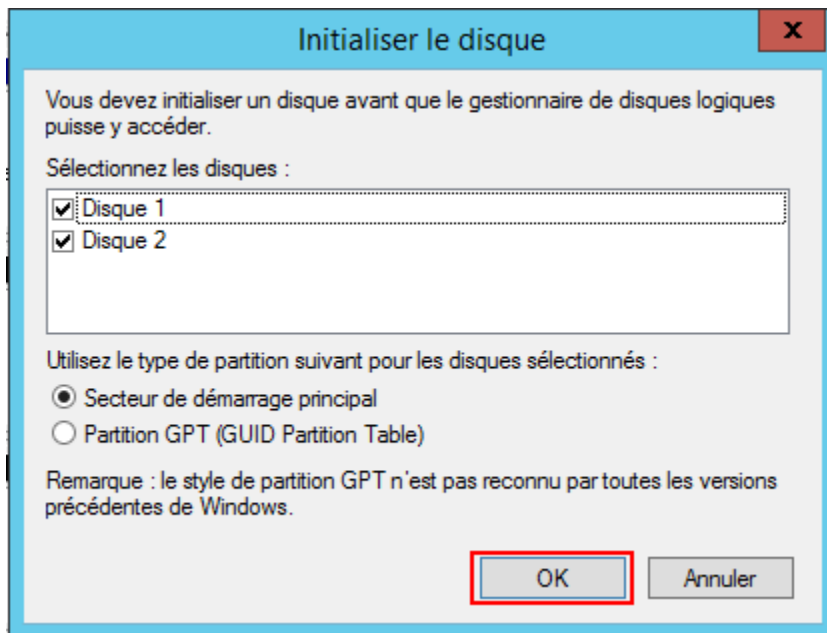 Initialiser le disque
x
Vous devez initialiser un disque avant que le gestionnaire de disques logiques
puisse y accéder.
Sélectionnez les disques :
Disque 1
Disque 2
Utilisez le type de partition suivant pour les disques sélectionnés :
Secteur de démarrage principal
Partition GPT (GUID Partition Table)
Remarque : le style de partition GPT n'est pas reconnu par toutes les versions
précédentes de Windows.
OK
Annuler